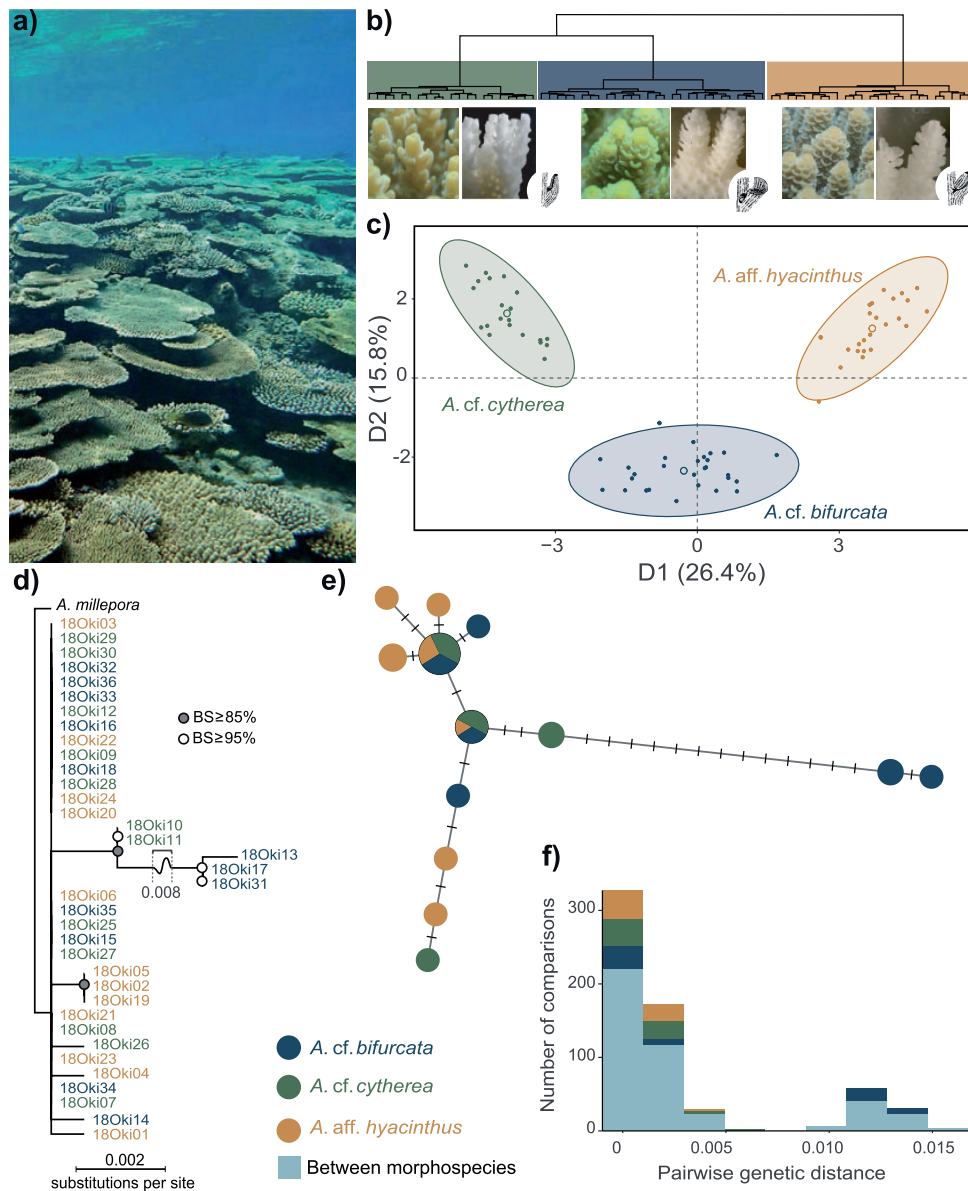 a)
b)
c)
A. aff. hyacinthus
A. cf. cytherea
A. cf. bifurcata
D2 (15.8%)
2
0
-2
−3
0
3
D1 (26.4%)
d)
A. millepora
18Oki03
18Oki29
18Oki30
18Oki32
18Oki36
18Oki33
18Oki12
18Oki16
18Oki22
18Oki09
18Oki18
18Oki28
18Oki24
18Oki20
18Oki10
18Oki11
18Oki13
18Oki17
18Oki31
0.008
18Oki06
18Oki35
18Oki25
18Oki15
18Oki27
18Oki05
18Oki02
18Oki19
18Oki21
18Oki08
18Oki26
18Oki23
18Oki04
18Oki34
18Oki07
18Oki14
18Oki01
0.002
substitutions per site
BS≥85%
BS≥95%
e)
A. cf. bifurcata
A. cf. cytherea
A. aff. hyacinthus
Between morphospecies
f)
Number of comparisons
300
200
100
0
0
0.005
0.010
0.015
Pairwise genetic distance